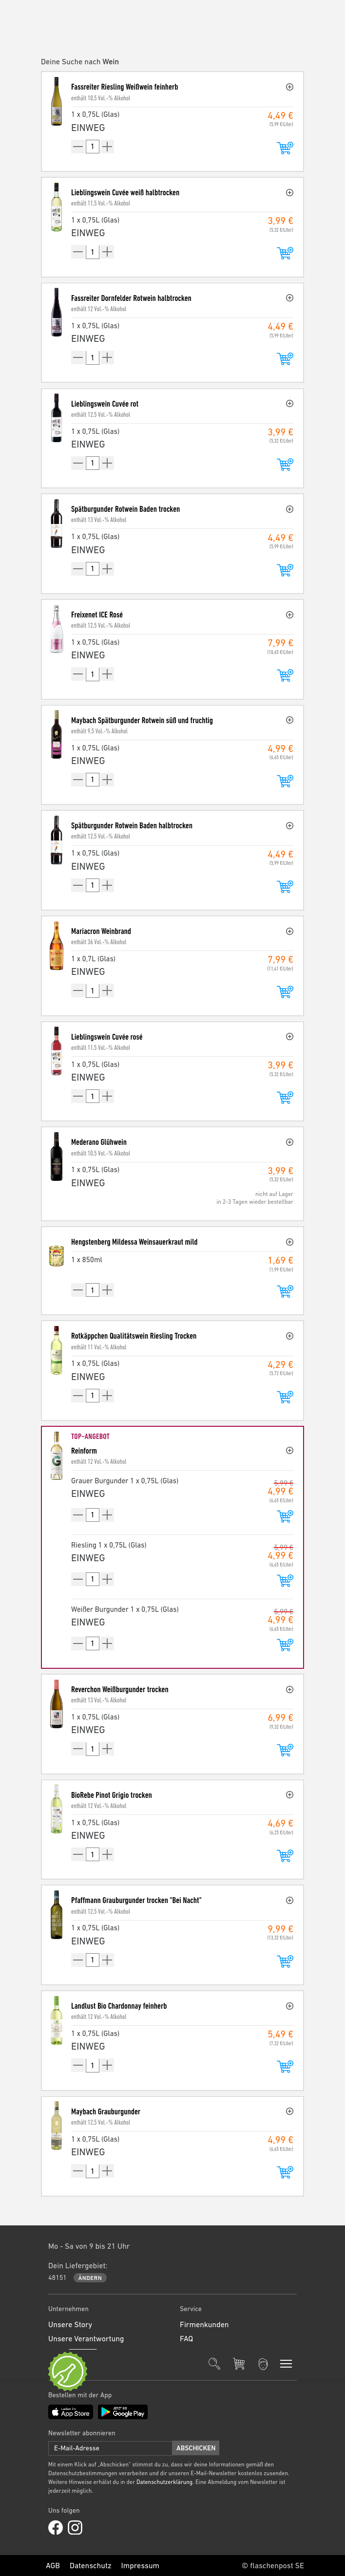 Deine Suche nach Wein
Fassreiter Riesling Weißwein feinherb
enthält 10,5 Vol.-% Alkohol
1 x 0,75L (Glas)
4,49 €
(5,99 €/Liter)
EINWEG
1
Lieblingswein Cuvée weiß halbtrocken
enthält 11,5 Vol.-% Alkohol
1 x 0,75L (Glas)
3,99 €
(5,32 €/Liter)
EINWEG
1
Fassreiter Dornfelder Rotwein halbtrocken
enthält 12 Vol.-% Alkohol
1 x 0,75L (Glas)
4,49 €
(5,99 €/Liter)
EINWEG
1
Lieblingswein Cuvée rot
enthält 12,5 Vol.-% Alkohol
1 x 0,75L (Glas)
3,99 €
(5,32 €/Liter)
EINWEG
1
Spätburgunder Rotwein Baden trocken
enthält 13 Vol.-% Alkohol
1 x 0,75L (Glas)
4,49 €
(5,99 €/Liter)
EINWEG
1
Freixenet ICE Rosé
enthält 12,5 Vol.-% Alkohol
1 x 0,75L (Glas)
7,99 €
(10,65 €/Liter)
EINWEG
1
Maybach Spätburgunder Rotwein süß und fruchtig
enthält 9,5 Vol.-% Alkohol
1 x 0,75L (Glas)
4,99 €
(6,65 €/Liter)
EINWEG
1
Spätburgunder Rotwein Baden halbtrocken
enthält 12,5 Vol.-% Alkohol
1 x 0,75L (Glas)
4,49 €
(5,99 €/Liter)
EINWEG
1
Mariacron Weinbrand
enthält 36 Vol.-% Alkohol
1 x 0,7L (Glas)
7,99 €
(11,41 €/Liter)
EINWEG
1
Lieblingswein Cuvée rosé
enthält 11,5 Vol.-% Alkohol
1 x 0,75L (Glas)
3,99 €
(5,32 €/Liter)
EINWEG
1
Mederano Glühwein
enthält 10,5 Vol.-% Alkohol
1 x 0,75L (Glas)
3,99 €
(5,32 €/Liter)
EINWEG
nicht auf Lager
in 2-3 Tagen wieder bestellbar
Hengstenberg Mildessa Weinsauerkraut mild
1 x 850ml
1,69 €
(1,99 €/Liter)
1
Rotkäppchen Qualitätswein Riesling Trocken
enthält 11 Vol.-% Alkohol
1 x 0,75L (Glas)
4,29 €
(5,72 €/Liter)
EINWEG
1
TOP-ANGEBOT
Reinform
enthält 12 Vol.-% Alkohol
Grauer Burgunder 1 x 0,75L (Glas)
5,99 €
4,99 €
(6,65 €/Liter)
EINWEG
1
Riesling 1 x 0,75L (Glas)
5,99 €
4,99 €
(6,65 €/Liter)
EINWEG
1
Weißer Burgunder 1 x 0,75L (Glas)
5,99 €
4,99 €
(6,65 €/Liter)
EINWEG
1
Reverchon Weißburgunder trocken
enthält 13 Vol.-% Alkohol
1 x 0,75L (Glas)
6,99 €
(9,32 €/Liter)
EINWEG
1
BioRebe Pinot Grigio trocken
enthält 12 Vol.-% Alkohol
1 x 0,75L (Glas)
4,69 €
(6,25 €/Liter)
EINWEG
1
Pfaffmann Grauburgunder trocken "Bei Nacht"
enthält 12,5 Vol.-% Alkohol
1 x 0,75L (Glas)
9,99 €
(13,32 €/Liter)
EINWEG
1
Landlust Bio Chardonnay feinherb
enthält 12 Vol.-% Alkohol
1 x 0,75L (Glas)
5,49 €
(7,32 €/Liter)
EINWEG
1
Maybach Grauburgunder
enthält 12,5 Vol.-% Alkohol
1 x 0,75L (Glas)
4,99 €
(6,65 €/Liter)
EINWEG
1
Mo - Sa von 9 bis 21 Uhr
Dein Liefergebiet:
48151 ÄNDERN
Unternehmen Service
Unsere Story Firmenkunden
Unsere Verantwortung FAQ
Bestellen mit der App
Laden im App Store
JETZT BEI Google Play
Newsletter abonnieren
E-Mail-Adresse ABSCHICKEN
Mit einem Klick auf „Abschicken" stimmst du zu, dass wir deine Informationen gemäß den
Datenschutzbestimmungen verarbeiten und dir unseren E-Mail-Newsletter kostenlos zusenden.
Weitere Hinweise erhälst du in der Datenschutzerklärung. Eine Abmeldung vom Newsletter ist
jederzeit möglich.
Uns folgen
AGB Datenschutz Impressum © flaschenpost SE